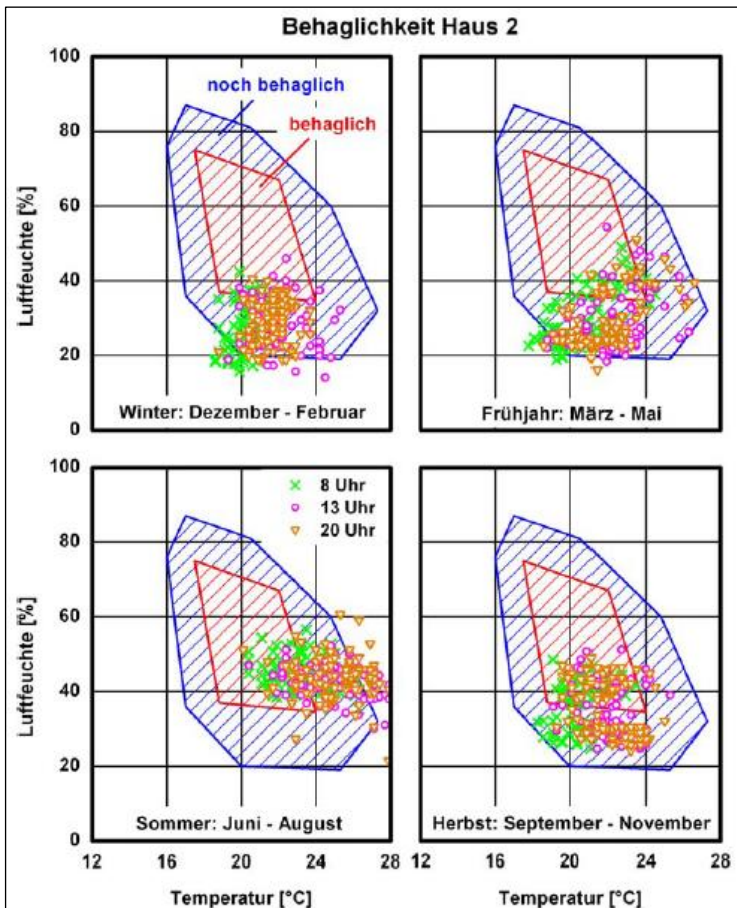 Behaglichkeit Haus 2
100
80
60
40
20
0
Luftfeuchte [%]
noch behaglich
behaglich
Winter: Dezember - Februar
Frühjahr: März - Mai
100
80
60
40
20
0
Luftfeuchte [%]
8 Uhr
13 Uhr
20 Uhr
Sommer: Juni - August
Herbst: September - November
12 16 20 24 28
12 16 20 24 28
Temperatur [°C]
Temperatur [°C]